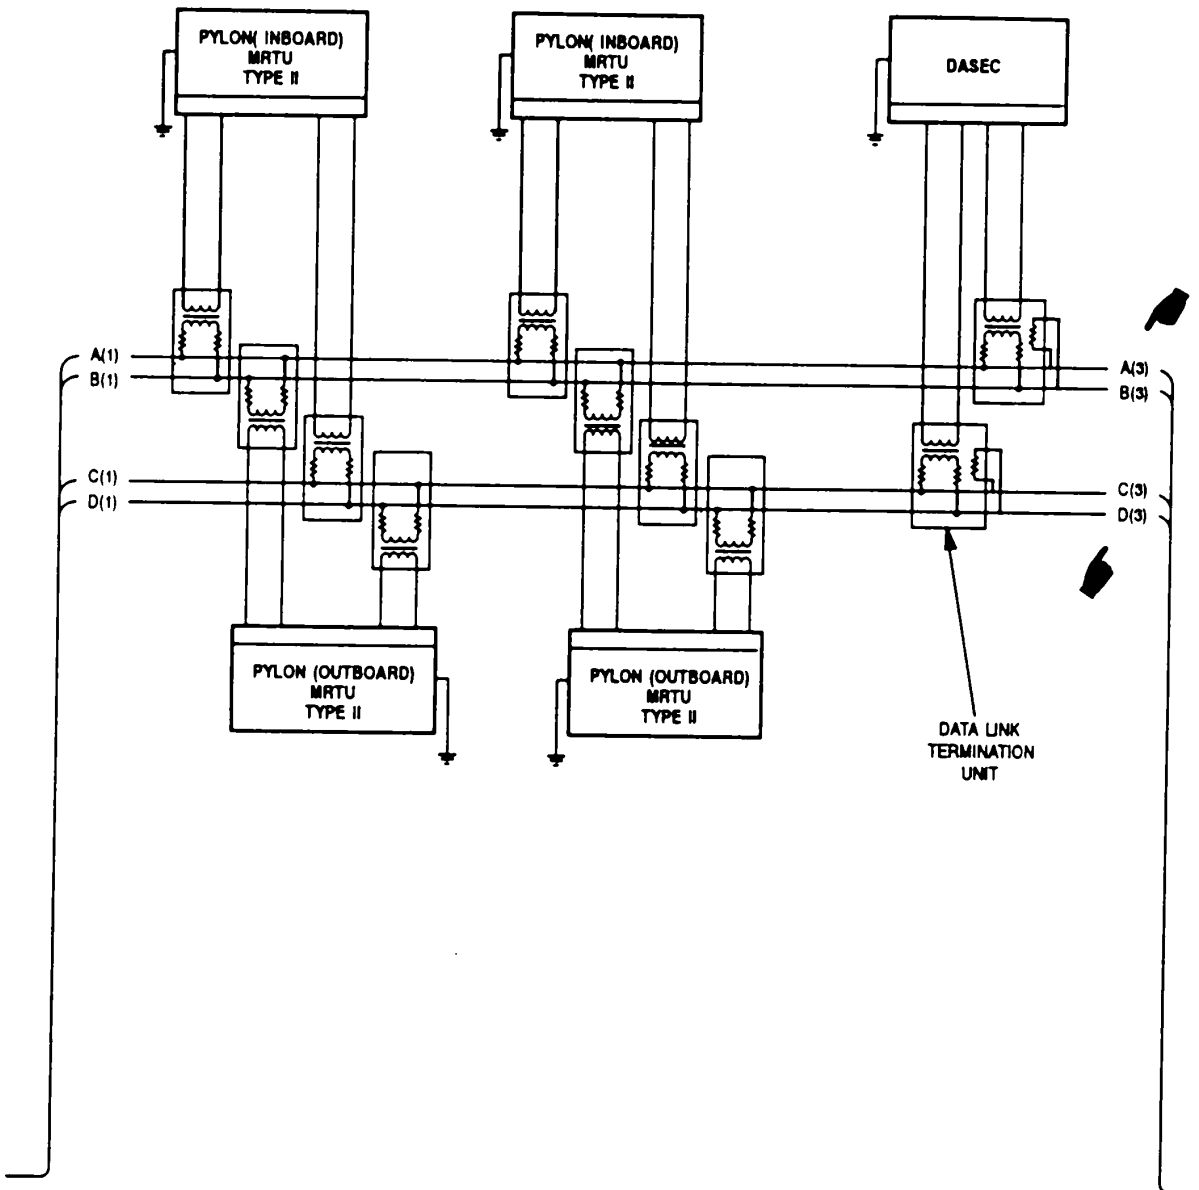 PYLON( INBOARD)
MRTU
TYPE II
PYLON( INBOARD)
MRTU
TYPE II
DASEC
A(1)
B(1)
A(3)
B(3)
C(1)
D(1)
C(3)
D(3)
PYLON (OUTBOARD)
MRTU
TYPE II
PYLON (OUTBOARD)
MRTU
TYPE II
DATA LINK
TERMINATION
UNIT